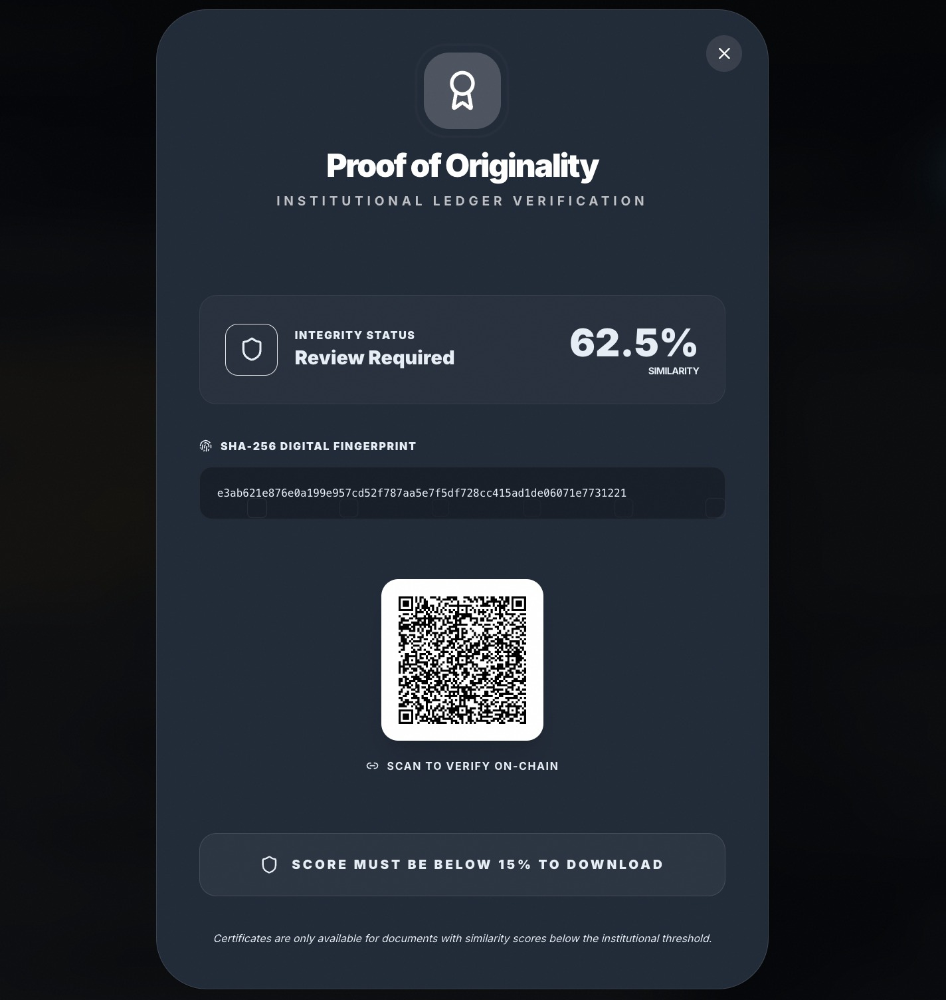 Proof of Originality
INSTITUTIONAL LEDGER VERIFICATION
INTEGRITY STATUS
Review Required
62.5%
SIMILARITY
SHA-256 DIGITAL FINGERPRINT
e3ab621e876e0a199e957cd52f787aa5e7f5df728cc415ad1de06071e7731221
SCAN TO VERIFY ON-CHAIN
SCORE MUST BE BELOW 15% TO DOWNLOAD
Certificates are only available for documents with similarity scores below the institutional threshold.